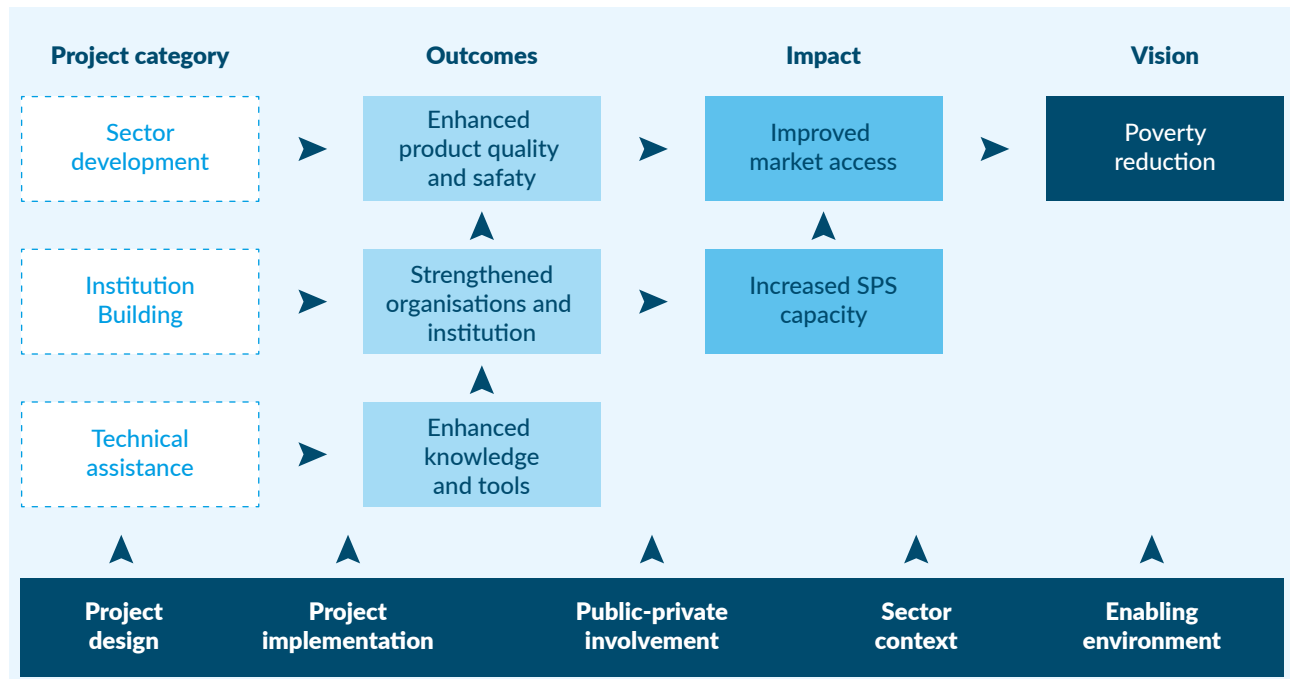 Project category
Outcomes
Impact
Vision
Sector
development
Enhanced
product quality
and safaty
Improved
market access
Poverty
reduction
Institution
Building
Strengthened
organisations and
institution
Increased SPS
capacity
Technical
assistance
Enhanced
knowledge
and tools
Project
design
Project
implementation
Public-private
involvement
Sector
context
Enabling
environment